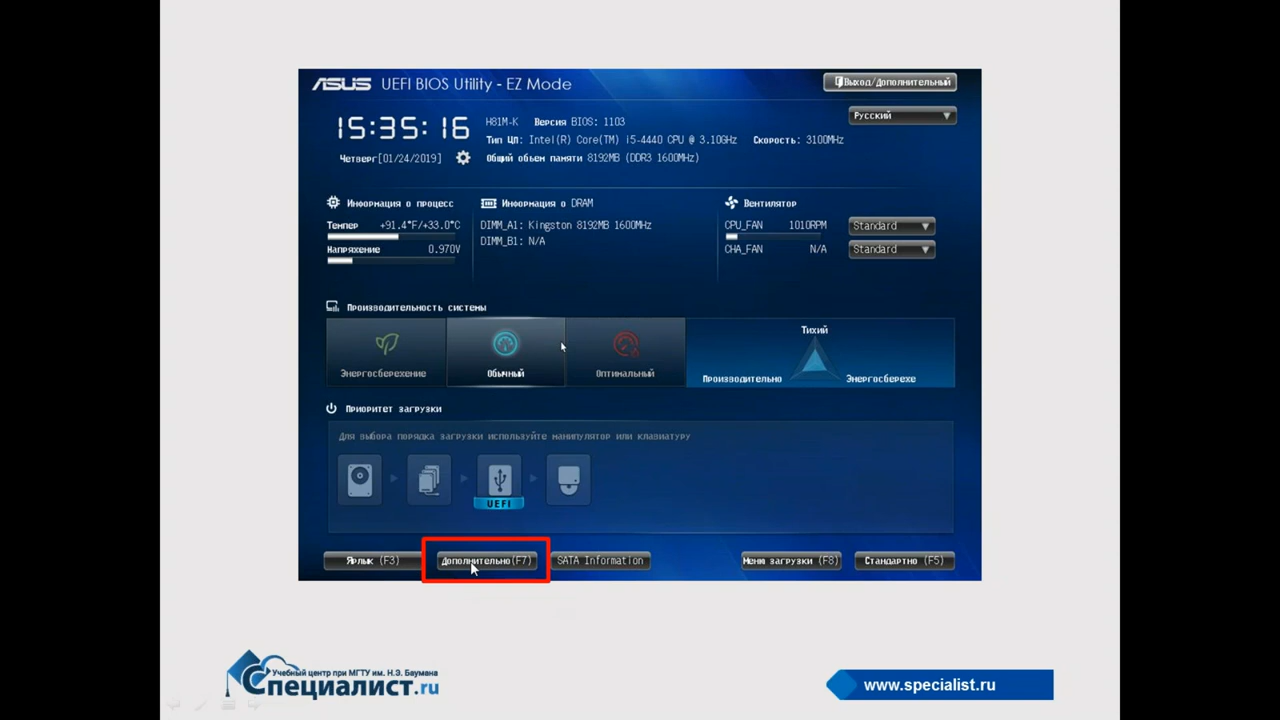 ASUS UEFI BIOS Utility - EZ Mode
Выход/Дополнительный
15:35:16
Четверг[01/24/2019]
H81M-K Версия BIOS: 1103
Тип ЦП: Intel(R) Core(TM) i5-4440 CPU @ 3.10GHz Скорость: 3100MHz
Общий объем памяти 8192MB (DDR3 1600MHz)
Русский
Информация о процесс
Темпер +91.4°F/+33.0°C
Напряжение 0.970V
Информация о DRAM
DIMM_A1: Kingston 8192MB 1600MHz
DIMM_B1: N/A
Вентилятор
CPU_FAN 1010RPM Standard
CHA_FAN N/A Standard
Производительность системы
Энергосбережение
Обычный
Оптимальный
Тихий
Производительно Энергосбереже
Приоритет загрузки
Для выбора порядка загрузки используйте манипулятор или клавиатуру
UEFI
Ярлык (F3) Дополнительно(F7) SATA Information Меню загрузки (F8) Стандартно (F5)
Учебный центр при МГТУ им. Н.Э. Баумана
Специалист.ru
www.specialist.ru